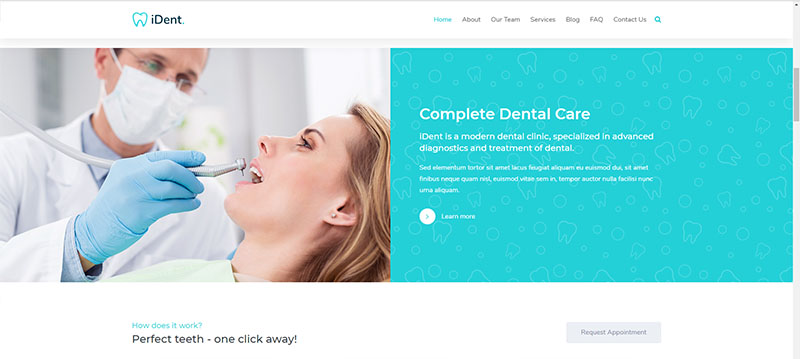 iDent.
Home About Our Team Services Blog FAQ Contact Us
Complete Dental Care
iDent is a modern dental clinic, specialized in advanced
diagnostics and treatment of dental.
Sed elementum tortor sit amet lacus feugiat aliquam eu euismod dui, sit amet
finibus neque quam nisl, euismod vitae sem in, tempor auctor nulla facilisi nunc
urna aliquam.
Learn more
How does it work?
Perfect teeth - one click away!
Request Appointment